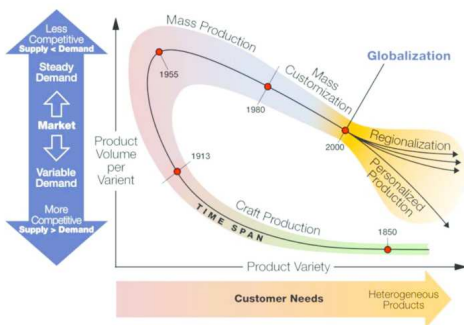 Less
Competitive
Supply < Demand
Steady
Demand
Market
Variable
Demand
More
Competitive
Supply > Demand
Product
Volume
per
Varient
Mass Production
1955
1980
Mass
Customization
Globalization
2000
Regionalization
Personalized
Production
1913
Craft Production
TIME SPAN
1850
Product Variety
Customer Needs
Heterogeneous
Products